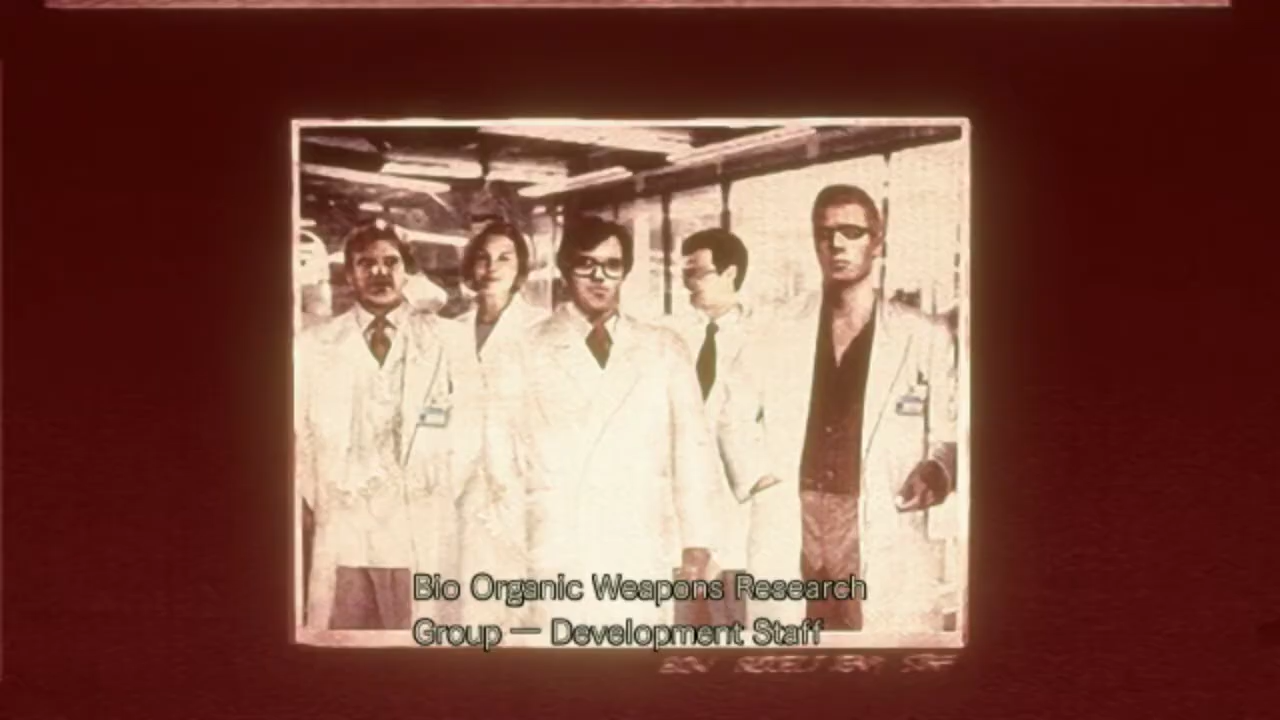 Bio Organic Weapons Research
Group — Development Staff